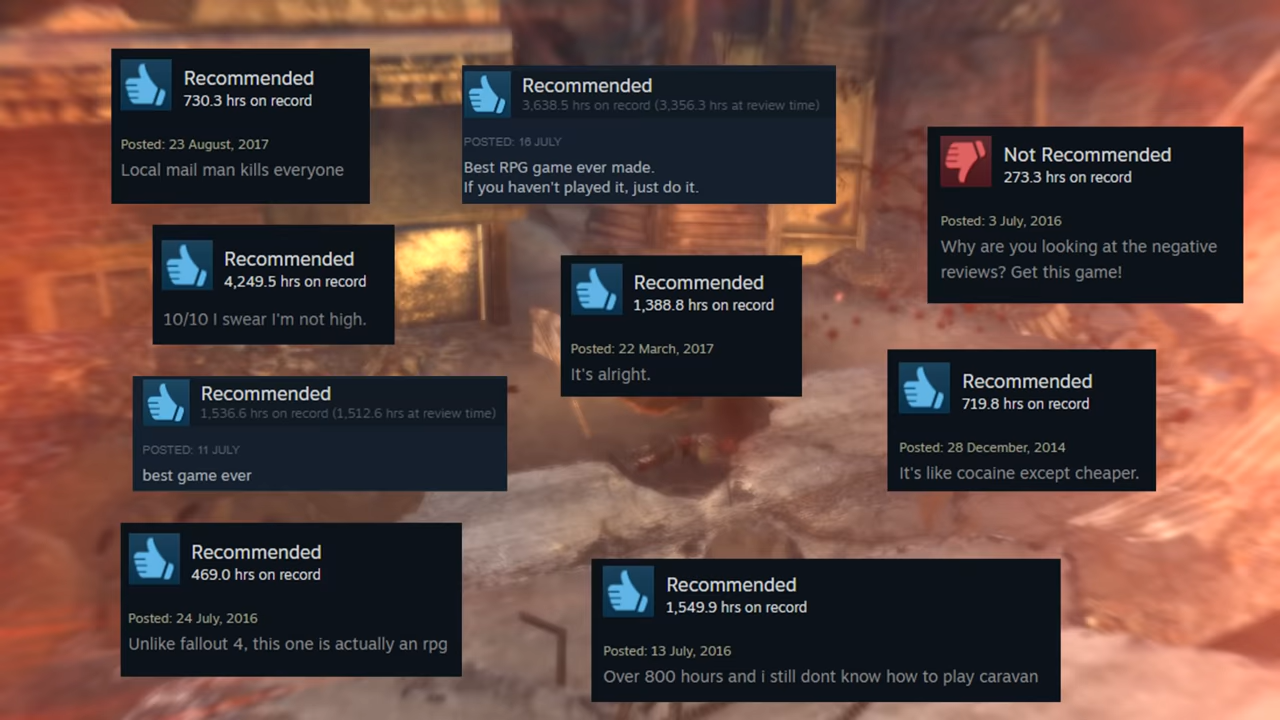 Recommended
730.3 hrs on record
Posted: 23 August, 2017
Local mail man kills everyone
Recommended
3,638.5 hrs on record (3,356.3 hrs at review time)
POSTED: 16 JULY
Best RPG game ever made.
If you haven't played it, just do it.
Not Recommended
273.3 hrs on record
Posted: 3 July, 2016
Why are you looking at the negative
reviews? Get this game!
Recommended
4,249.5 hrs on record
10/10 I swear I'm not high.
Recommended
1,388.8 hrs on record
Posted: 22 March, 2017
It's alright.
Recommended
719.8 hrs on record
Posted: 28 December, 2014
It's like cocaine except cheaper.
Recommended
1,536.6 hrs on record (1,512.6 hrs at review time)
POSTED: 11 JULY
best game ever
Recommended
469.0 hrs on record
Posted: 24 July, 2016
Unlike fallout 4, this one is actually an rpg
Recommended
1,549.9 hrs on record
Posted: 13 July, 2016
Over 800 hours and i still dont know how to play caravan